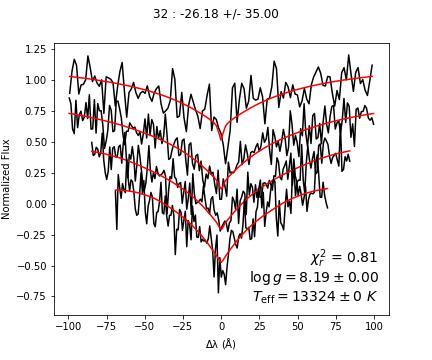 32 : -26.18 +/- 35.00
Normalized Flux
1.25
1.00
0.75
0.50
0.25
0.00
−0.25
−0.50
−0.75
χ²ᵣ = 0.81
log g = 8.19 ± 0.00
T_eff = 13324 ± 0 K
−100 −75 −50 −25 0 25 50 75 100
Δλ (Å)